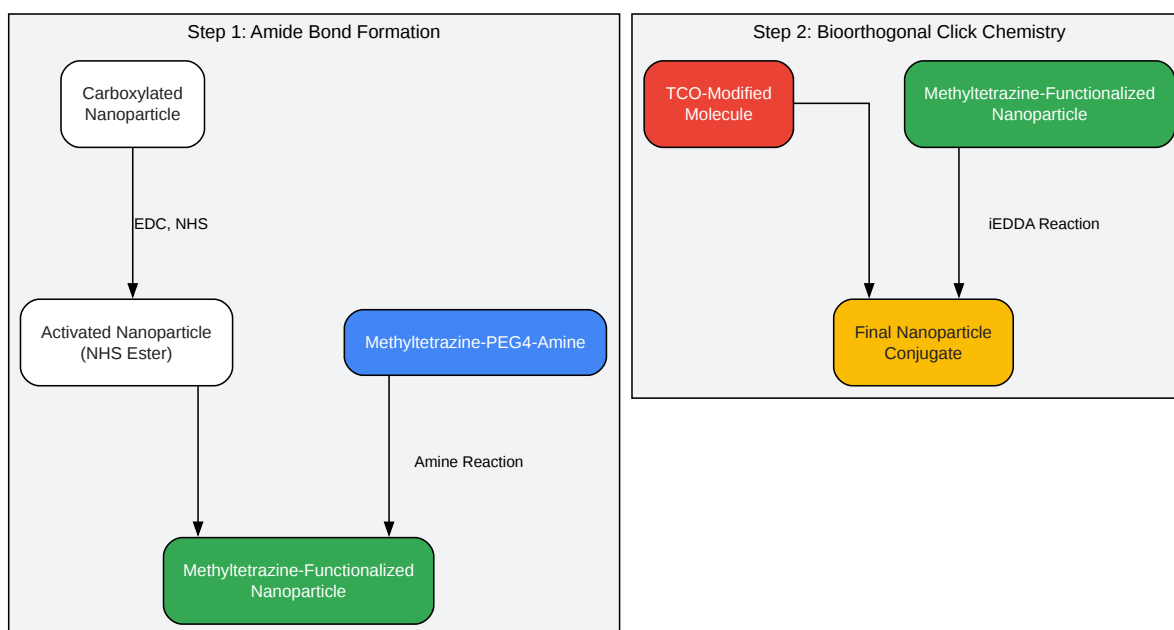 Step 1: Amide Bond Formation
Carboxylated
Nanoparticle
EDC, NHS
Activated Nanoparticle
(NHS Ester)
Methyltetrazine-PEG4-Amine
Amine Reaction
Methyltetrazine-Functionalized
Nanoparticle
Step 2: Bioorthogonal Click Chemistry
TCO-Modified
Molecule
Methyltetrazine-Functionalized
Nanoparticle
iEDDA Reaction
Final Nanoparticle
Conjugate